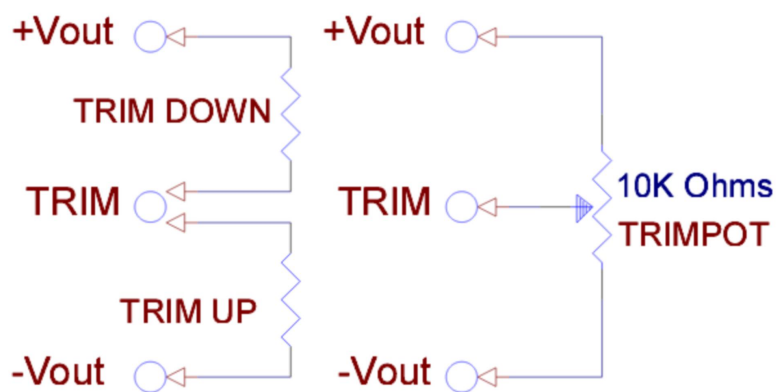 +Vout
TRIM DOWN
TRIM
TRIM UP
-Vout
+Vout
TRIM
10K Ohms
TRIMPOT
-Vout